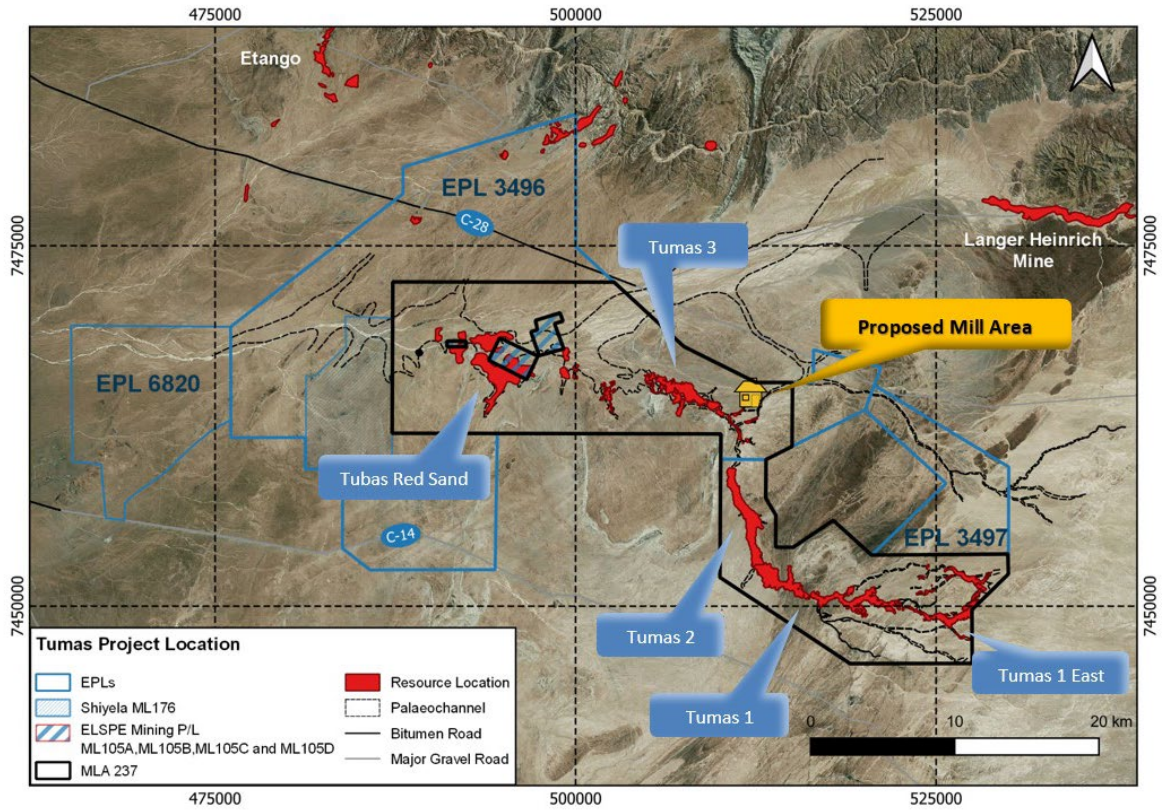 475000
500000
525000
Etango
EPL 3496
C-28
7475000
7475000
Tumas 3
Langer Heinrich
Mine
Proposed Mill Area
EPL 6820
Tubas Red Sand
C-14
EPL 3497
7450000
7450000
Tumas 2
Tumas 1
Tumas 1 East
Tumas Project Location
EPLs
Shiyela ML176
ELSPE Mining P/L
ML105A,ML105B,ML105C and ML105D
MLA 237
Resource Location
Palaeochannel
Bitumen Road
Major Gravel Road
0 10 20 km
475000
500000
525000